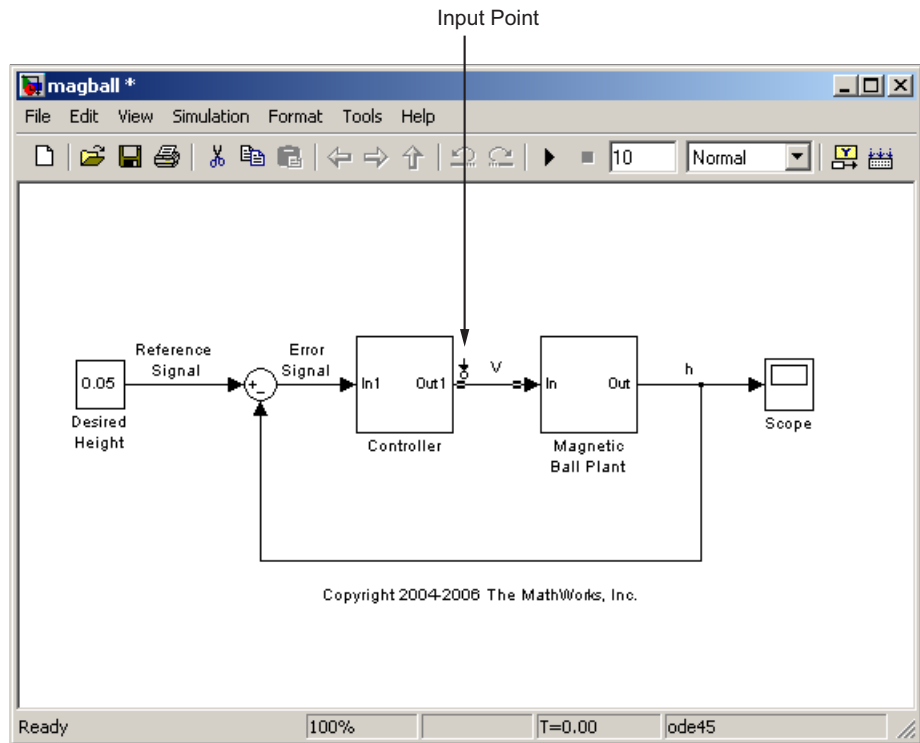 Input Point
magball *
File Edit View Simulation Format Tools Help
10 Normal
Reference
Signal
Error
Signal
V
h
0.05
+
−
In1 Out1
In Out
Desired
Height
Controller
Magnetic
Ball Plant
Scope
Copyright 2004-2006 The MathWorks, Inc.
Ready 100% T=0.00 ode45